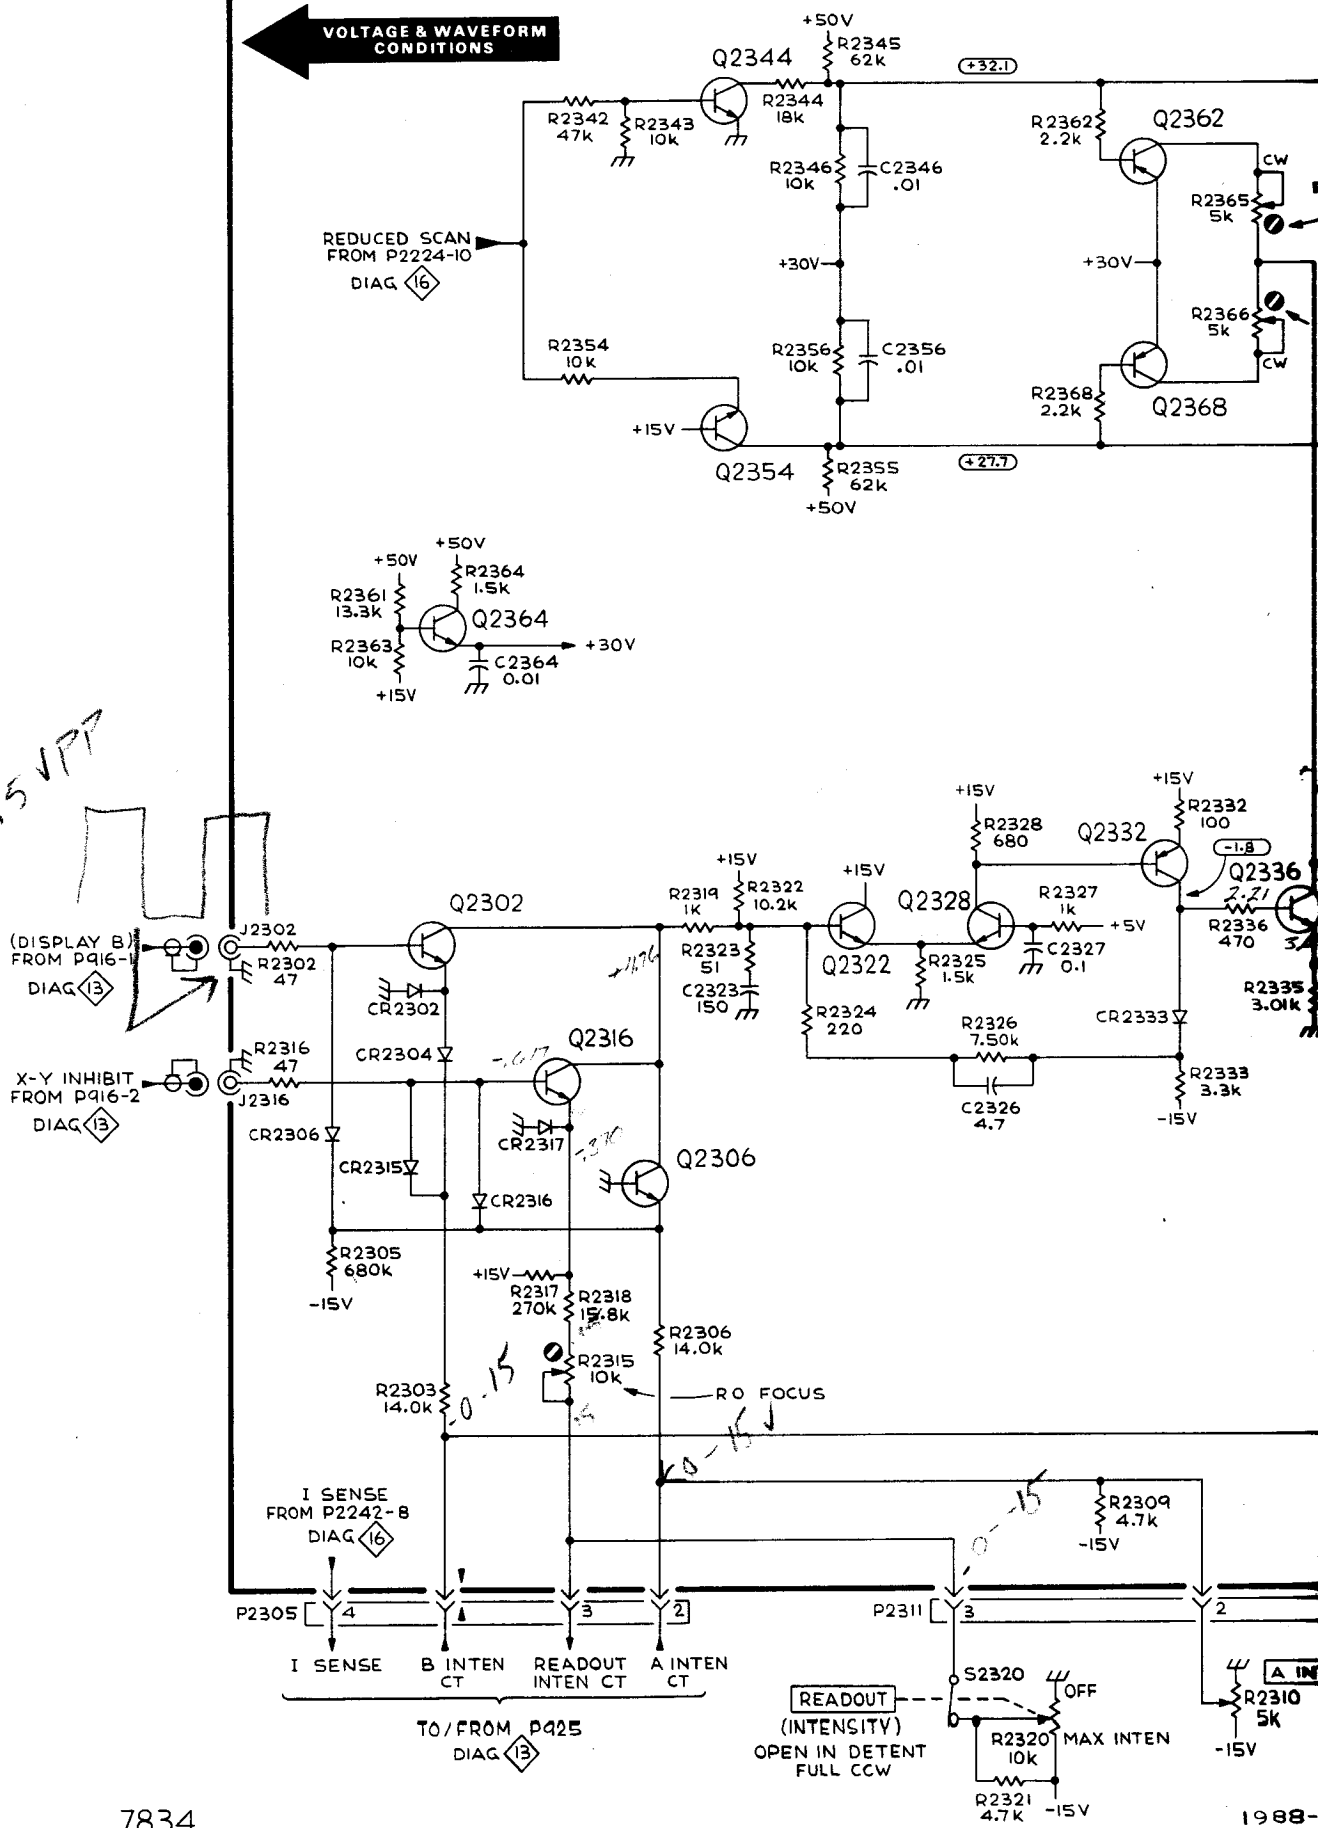 VOLTAGE & WAVEFORM
CONDITIONS
+50V
R2345
62k
Q2344
+32.1
R2342
47k
R2343
10k
R2344
18k
R2362
2.2k
Q2362
R2346
10k
C2346
.01
CW
R2365
5k
REDUCED SCAN
FROM P2224-10
DIAG 16
+30V
+30V
R2366
5k
CW
R2354
10k
R2356
10k
C2356
.01
R2368
2.2k
Q2368
+15V
Q2354
R2355
62k
+50V
+27.7
+50V
+50V
R2364
1.5k
R2361
13.3k
Q2364
R2363
10k
+30V
C2364
0.01
+15V
5 VPP
+15V
R2332
100
+15V
R2328
680
Q2332
-1.8
+15V
R2322
10.2k
+15V
Q2336
2.21
R2319
1k
Q2328
R2327
1k
+5V
R2336
470
Q2302
J2302
(DISPLAY B)
FROM P916-1
DIAG 13
R2302
47
R2323
51
Q2322
R2325
1.5k
C2327
0.1
C2323
150
R2335
3.01k
CR2302
R2324
220
R2326
7.50k
CR2333
R2316
47
CR2304
Q2316
X-Y INHIBIT
FROM P916-2
DIAG 13
J2316
C2326
4.7
R2333
3.3k
-15V
CR2306
CR2317
CR2315
Q2306
CR2316
R2305
680k
-15V
+15V
R2317
270k
R2318
15.8k
R2306
14.0k
R2315
10k
RO FOCUS
R2303
14.0k
0-15
0-15
0--15
I SENSE
FROM P2242-8
DIAG 16
R2309
4.7k
-15V
P2305
4
3
2
P2311
3
2
I SENSE
B INTEN
CT
READOUT
INTEN CT
A INTEN
CT
S2320
READOUT
(INTENSITY)
OPEN IN DETENT
FULL CCW
OFF
R2320
10k
MAX INTEN
R2310
5K
-15V
TO/FROM P925
DIAG 13
R2321
4.7K
-15V
7834
1988-